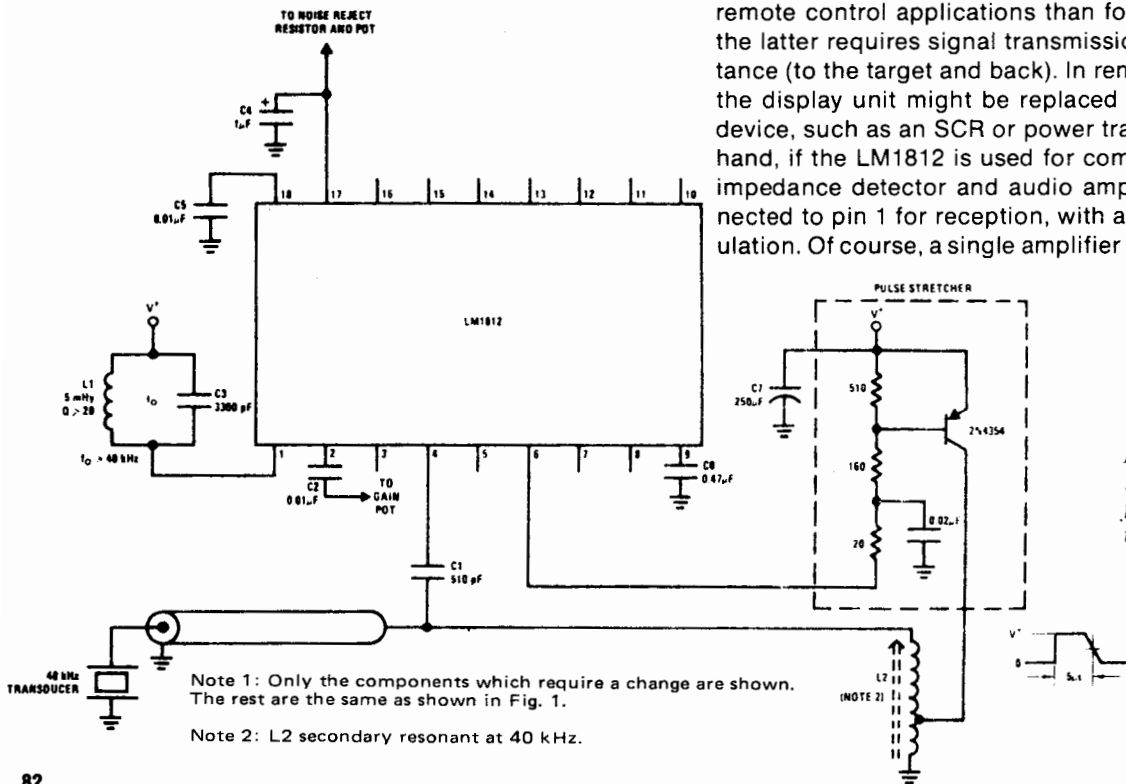 TO NOISE REJECT
RESISTOR AND POT
remote control applications than fo
the latter requires signal transmissi
tance (to the target and back). In ren
the display unit might be replaced
device, such as an SCR or power tra
hand, if the LM1812 is used for com
impedance detector and audio amp
nected to pin 1 for reception, with a
ulation. Of course, a single amplifier
C4
1µF
+
C5
0.01µF
18
17
16
15
14
13
12
11
10
LM1812
V+
L1
5 mHy
Q > 20
fo
C3
3300 pF
fo > 40 kHz
1
2
3
4
5
6
7
8
9
C2
0.01µF
TO
GAIN
POT
C8
0.47µF
C1
510 pF
PULSE STRETCHER
V+
C7
250µF
510
2N4354
160
20
0.02µF
V+
0
40 kHz
TRANSDUCER
Note 1: Only the components which require a change are shown.
The rest are the same as shown in Fig. 1.
Note 2: L2 secondary resonant at 40 kHz.
L2
(NOTE 2)
82